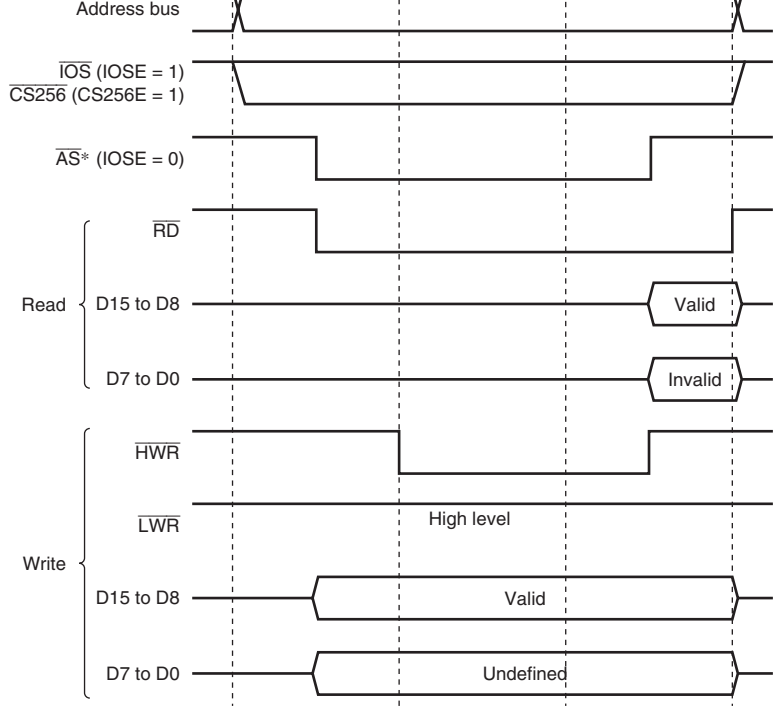 Address bus
IOS (IOSE = 1)
CS256 (CS256E = 1)
AS* (IOSE = 0)
RD
Read
D15 to D8
Valid
D7 to D0
Invalid
HWR
LWR
High level
Write
D15 to D8
Valid
D7 to D0
Undefined